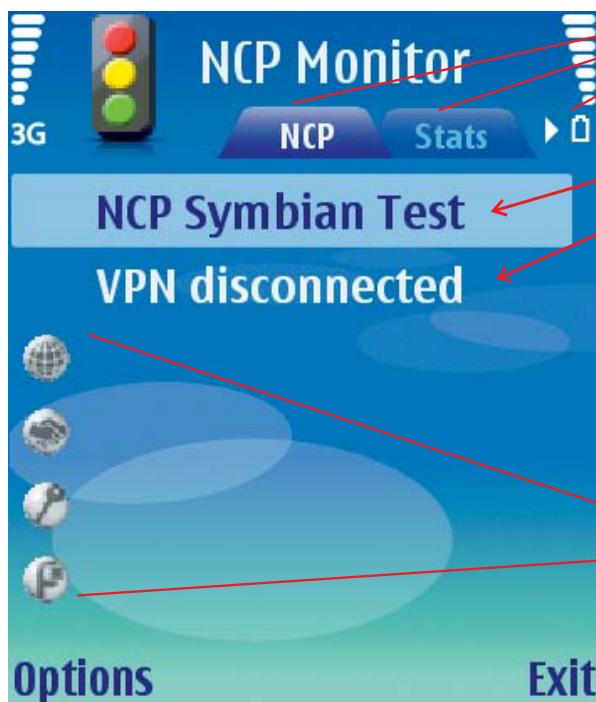 NCP Monitor
3G
NCP Stats
NCP Symbian Test
VPN disconnected
Options Exit